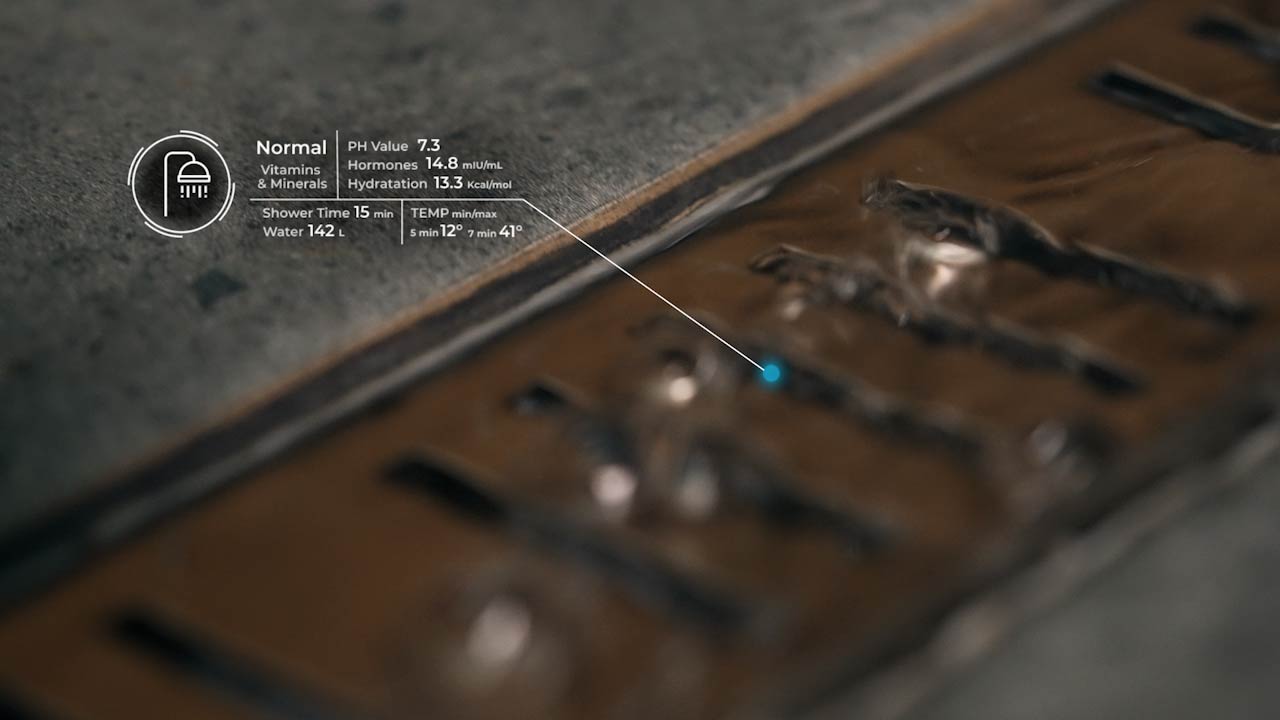 Normal
Vitamins
& Minerals
PH Value 7.3
Hormones 14.8 mIU/mL
Hydratation 13.3 Kcal/mol
Shower Time 15 min
Water 142 L
TEMP min/max
5 min 12° 7 min 41°